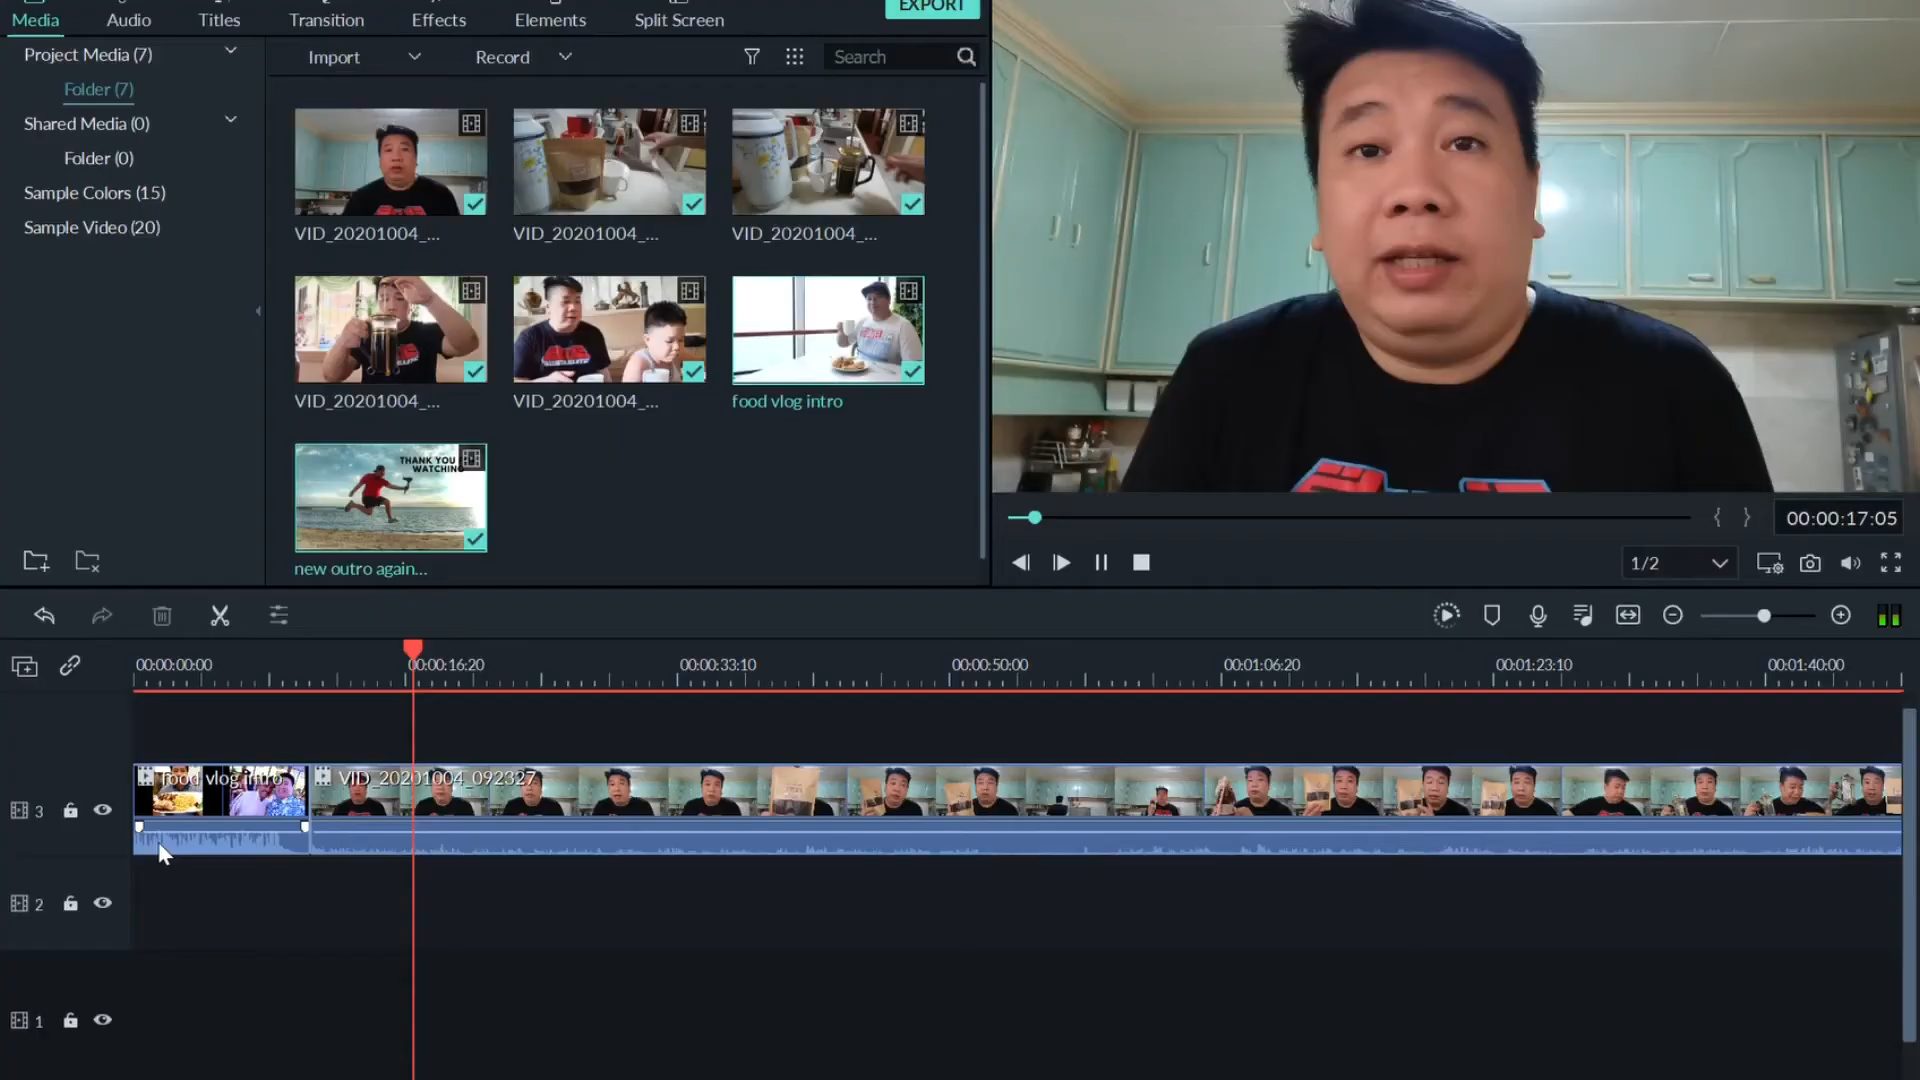 Media Audio Titles Transition Effects Elements Split Screen EXPORT
Project Media (7)
Folder (7)
Shared Media (0)
Folder (0)
Sample Colors (15)
Sample Video (20)
Import Record Search
VID_20201004_... VID_20201004_... VID_20201004_...
VID_20201004_... VID_20201004_... food vlog intro
THANK YOU
WATCHING
new outro again...
00:00:17:05
1/2
00:00:00:00 00:00:16:20 00:00:33:10 00:00:50:00 00:01:06:20 00:01:23:10 00:01:40:00
food vlog intro VID_20201004_092327
3
2
1